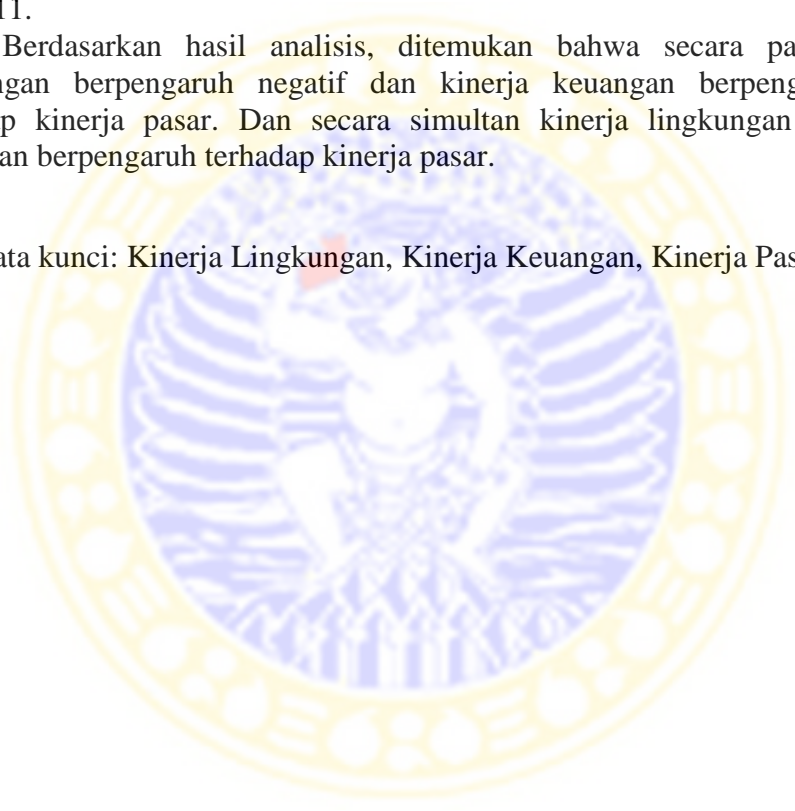 11.
Berdasarkan hasil analisis, ditemukan bahwa secara pa
ngan berpengaruh negatif dan kinerja keuangan berpeng
p kinerja pasar. Dan secara simultan kinerja lingkungan
an berpengaruh terhadap kinerja pasar.
ata kunci: Kinerja Lingkungan, Kinerja Keuangan, Kinerja Pas